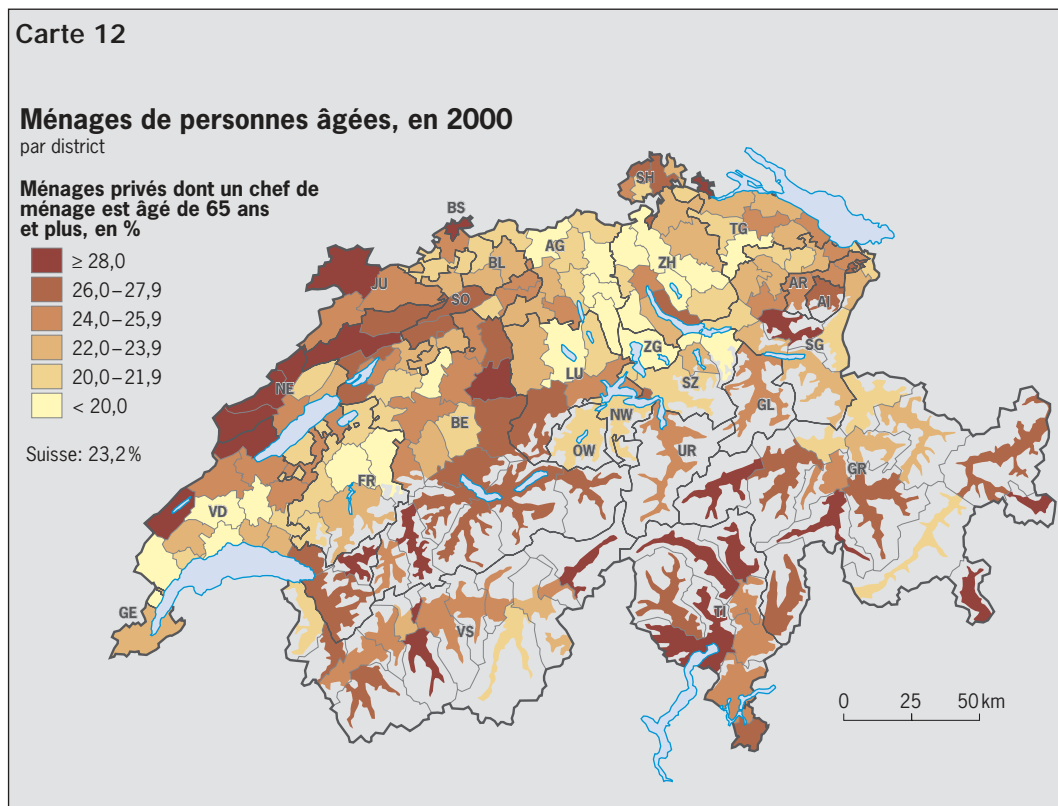 Carte 12
Ménages de personnes âgées, en 2000
par district
Ménages privés dont un chef de
ménage est âgé de 65 ans
et plus, en %
≥ 28,0
26,0–27,9
24,0–25,9
22,0–23,9
20,0–21,9
< 20,0
Suisse: 23,2%
SH
BS
TG
AG
BL
ZH
JU
AR
SO
AI
SG
ZG
LU
SZ
NE
GL
NW
BE
OW
UR
GR
FR
VD
GE
TI
VS
0 25 50 km